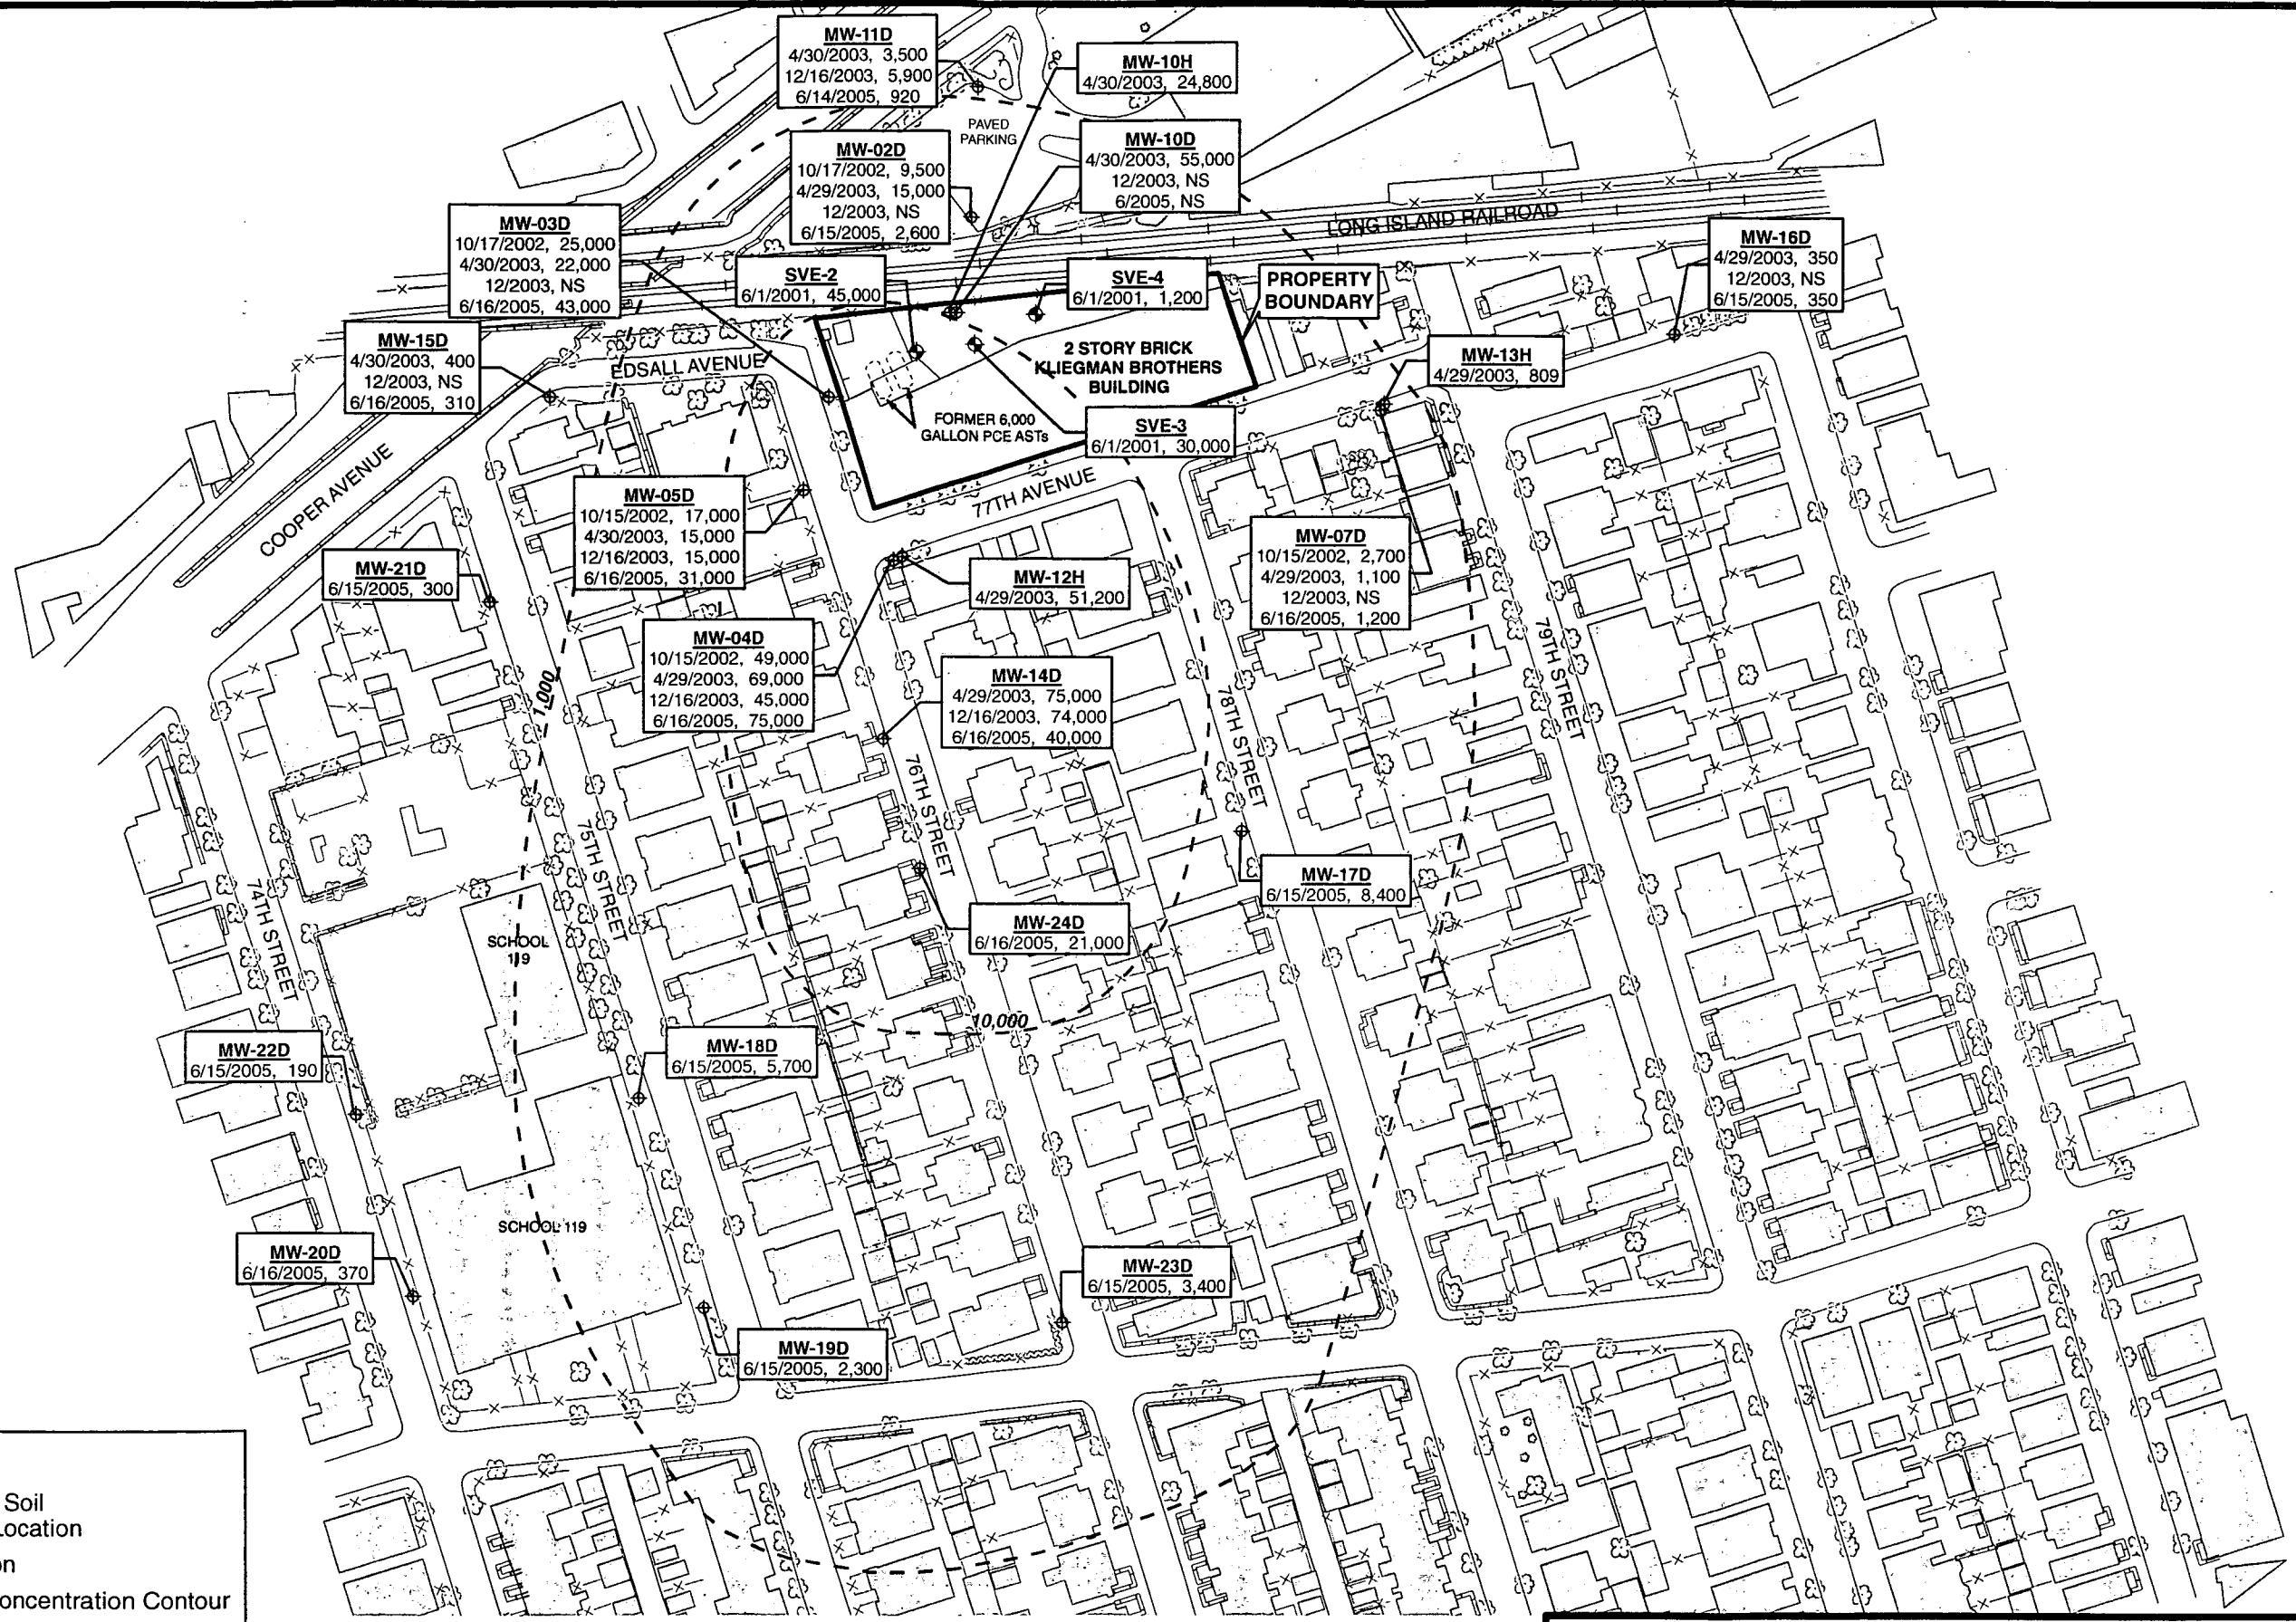 MW-11D
4/30/2003, 3,500
12/16/2003, 5,900
6/14/2005, 920
MW-10H
4/30/2003, 24,800
PAVED
PARKING
MW-02D
10/17/2002, 9,500
4/29/2003, 15,000
12/2003, NS
6/15/2005, 2,600
MW-10D
4/30/2003, 55,000
12/2003, NS
6/2005, NS
LONG ISLAND RAILROAD
MW-03D
10/17/2002, 25,000
4/30/2003, 22,000
12/2003, NS
6/16/2005, 43,000
MW-16D
4/29/2003, 350
12/2003, NS
6/15/2005, 350
SVE-2
6/1/2001, 45,000
SVE-4
6/1/2001, 1,200
PROPERTY
BOUNDARY
MW-15D
4/30/2003, 400
12/2003, NS
6/16/2005, 310
EDSALL AVENUE
2 STORY BRICK
KLIEGMAN BROTHERS
BUILDING
MW-13H
4/29/2003, 809
FORMER 6,000
GALLON PCE ASTs
SVE-3
6/1/2001, 30,000
COOPER AVENUE
77TH AVENUE
MW-05D
10/15/2002, 17,000
4/30/2003, 15,000
12/16/2003, 15,000
6/16/2005, 31,000
MW-07D
10/15/2002, 2,700
4/29/2003, 1,100
12/2003, NS
6/16/2005, 1,200
MW-21D
6/15/2005, 300
MW-12H
4/29/2003, 51,200
MW-04D
10/15/2002, 49,000
4/29/2003, 69,000
12/16/2003, 45,000
6/16/2005, 75,000
MW-14D
4/29/2003, 75,000
12/16/2003, 74,000
6/16/2005, 40,000
1,000
79TH STREET
78TH STREET
76TH STREET
75TH STREET
74TH STREET
MW-17D
6/15/2005, 8,400
MW-24D
6/16/2005, 21,000
SCHOOL
119
10,000
MW-22D
6/15/2005, 190
MW-18D
6/15/2005, 5,700
SCHOOL 119
MW-20D
6/16/2005, 370
MW-23D
6/15/2005, 3,400
MW-19D
6/15/2005, 2,300
Soil
ocation
on
oncentration Contour